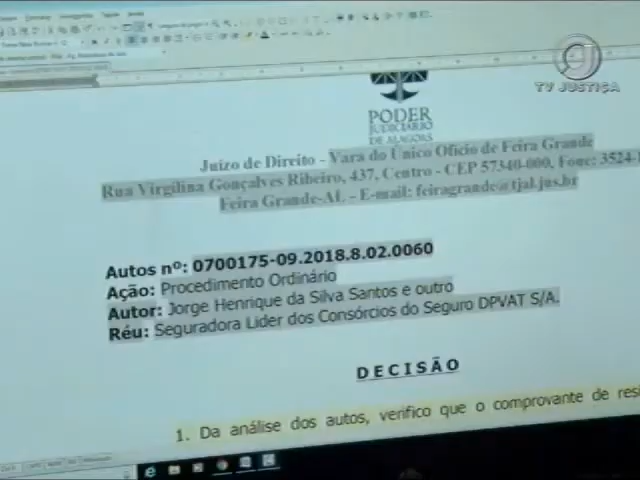 TV JUSTIÇA
PODER
JUDICIÁRIO
DE ALAGOAS
Juízo de Direito - Vara do Único Ofício de Feira Grande
Rua Virgilina Gonçalves Ribeiro, 437, Centro - CEP 57340-000, Fone: 3524-
Feira Grande-AL - E-mail: feiragrande@tjal.jus.br
Autos nº: 0700175-09.2018.8.02.0060
Ação: Procedimento Ordinário
Autor: Jorge Henrique da Silva Santos e outro
Réu: Seguradora Lider dos Consórcios do Seguro DPVAT S/A.
DECISÃO
1. Da análise dos autos, verifico que o comprovante de resi